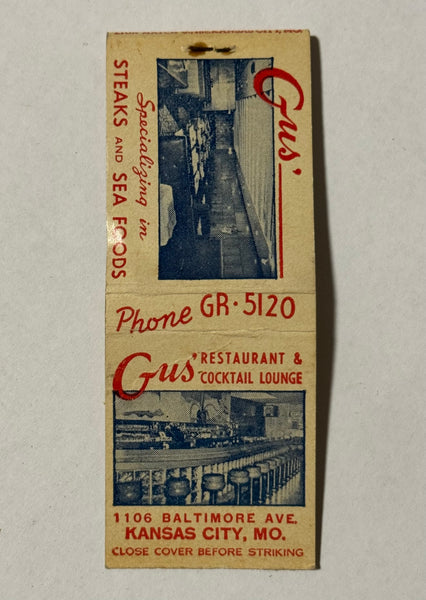 Gus'
Specializing in
STEAKS AND SEA FOODS
Phone GR·5120
Gus' RESTAURANT &
COCKTAIL LOUNGE
1106 BALTIMORE AVE.
KANSAS CITY, MO.
CLOSE COVER BEFORE STRIKING